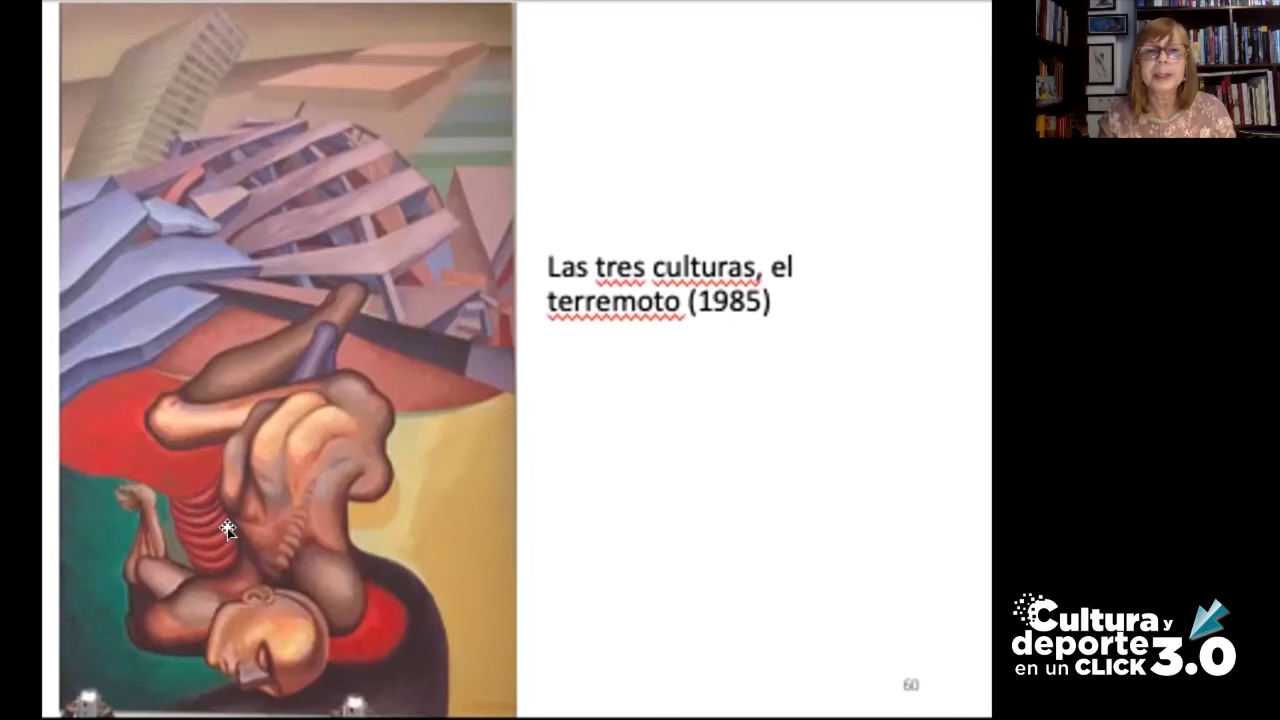 Las tres culturas, el
terremoto (1985)
60
Cultura y
deporte 3.0
en un CLICK